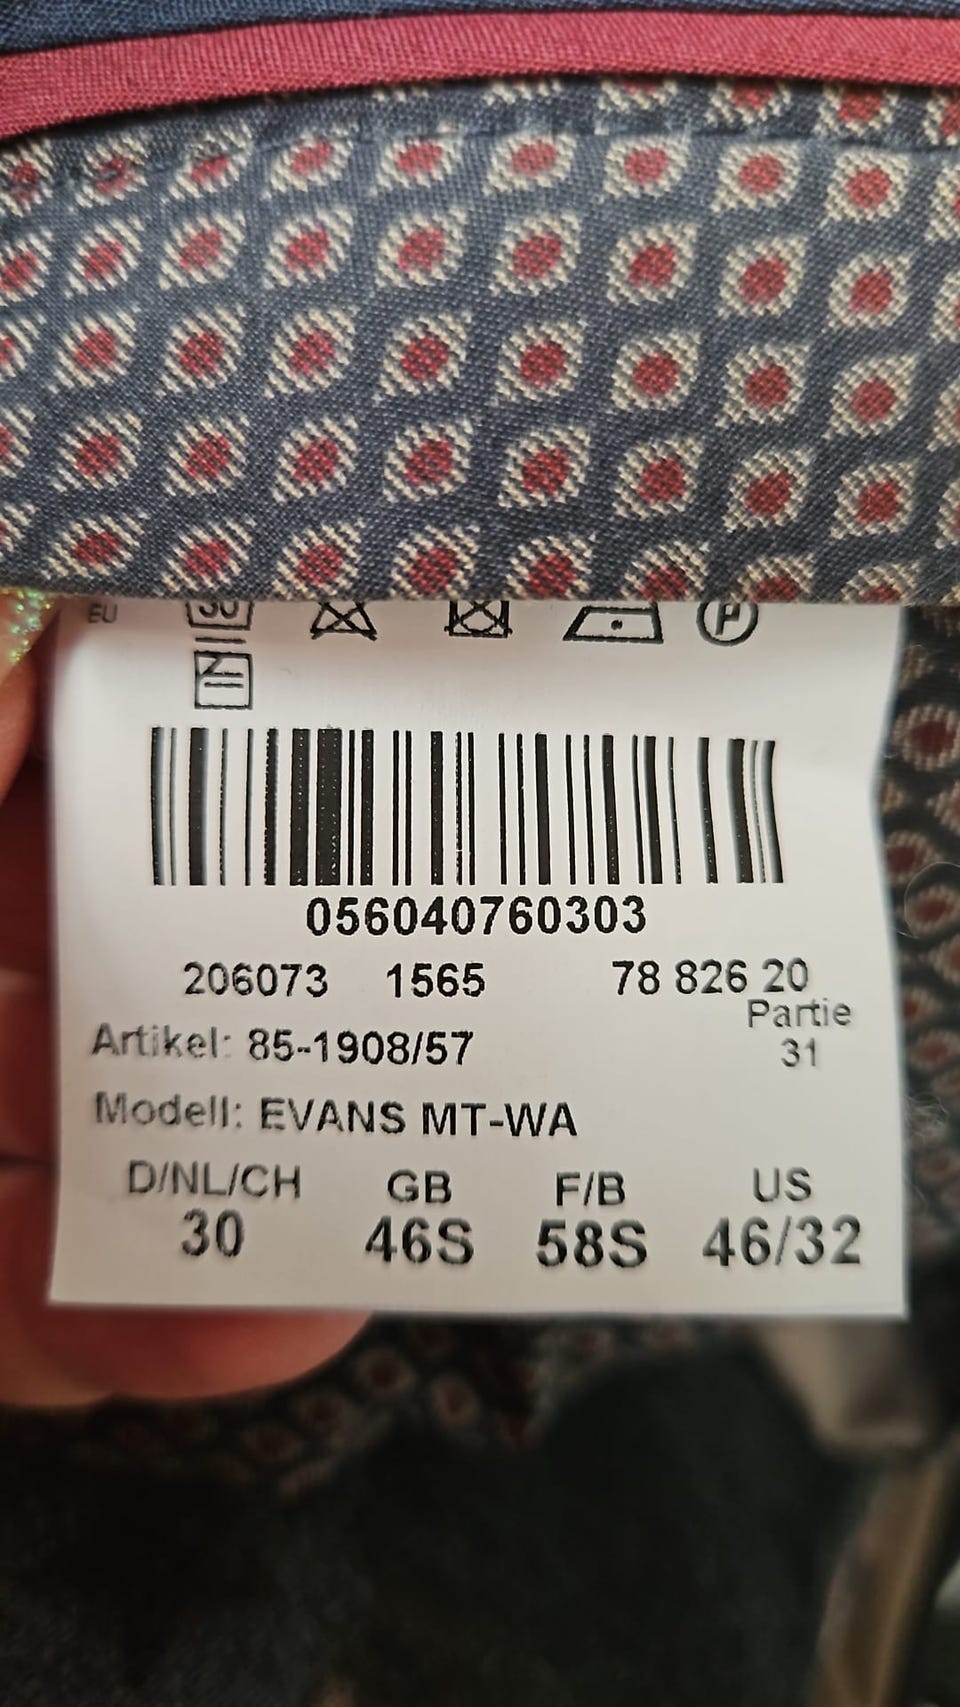 EU
30
056040760303
206073 1565 78 826 20
Partie
31
Artikel: 85-1908/57
Modell: EVANS MT-WA
D/NL/CH GB F/B US
30 46S 58S 46/32